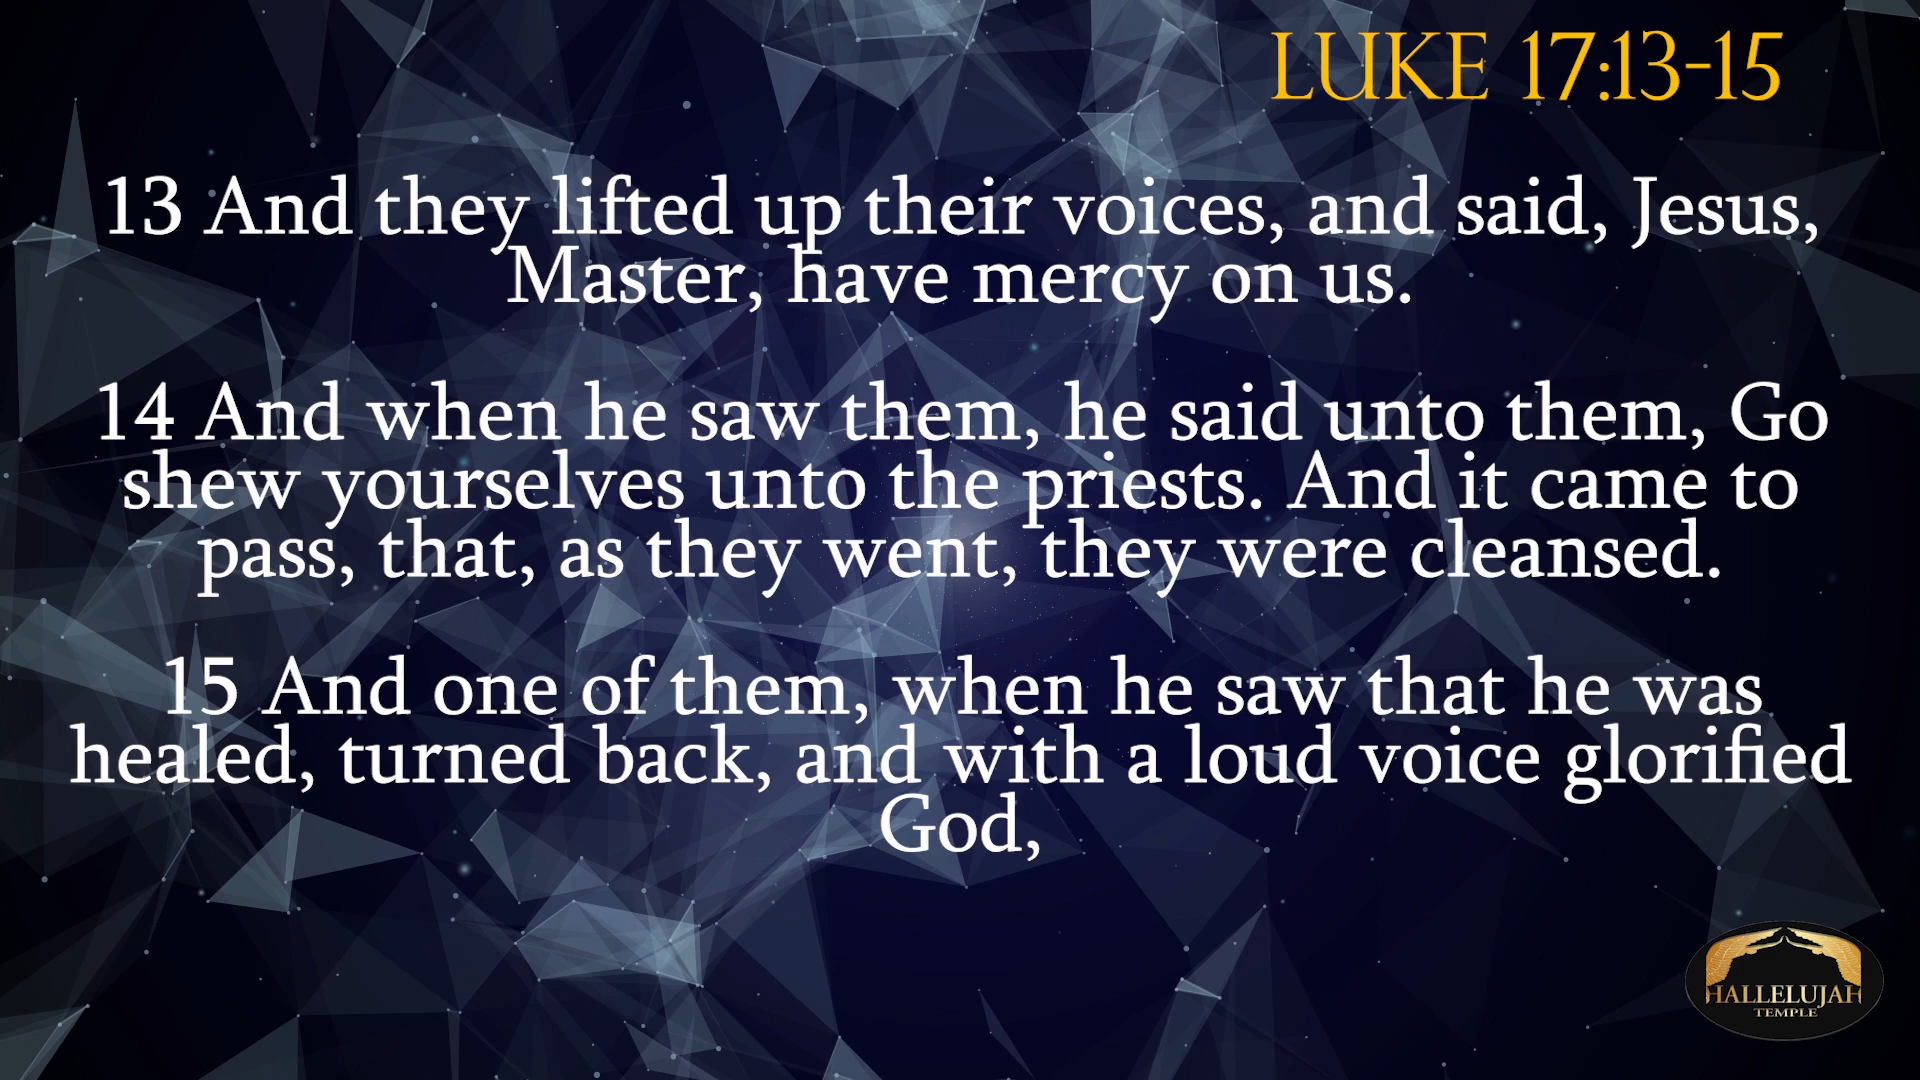 LUKE 17:13-15
13 And they lifted up their voices, and said, Jesus,
Master, have mercy on us.
14 And when he saw them, he said unto them, Go
shew yourselves unto the priests. And it came to
pass, that, as they went, they were cleansed.
15 And one of them, when he saw that he was
healed, turned back, and with a loud voice glorified
God,
HALLELUJAH
TEMPLE